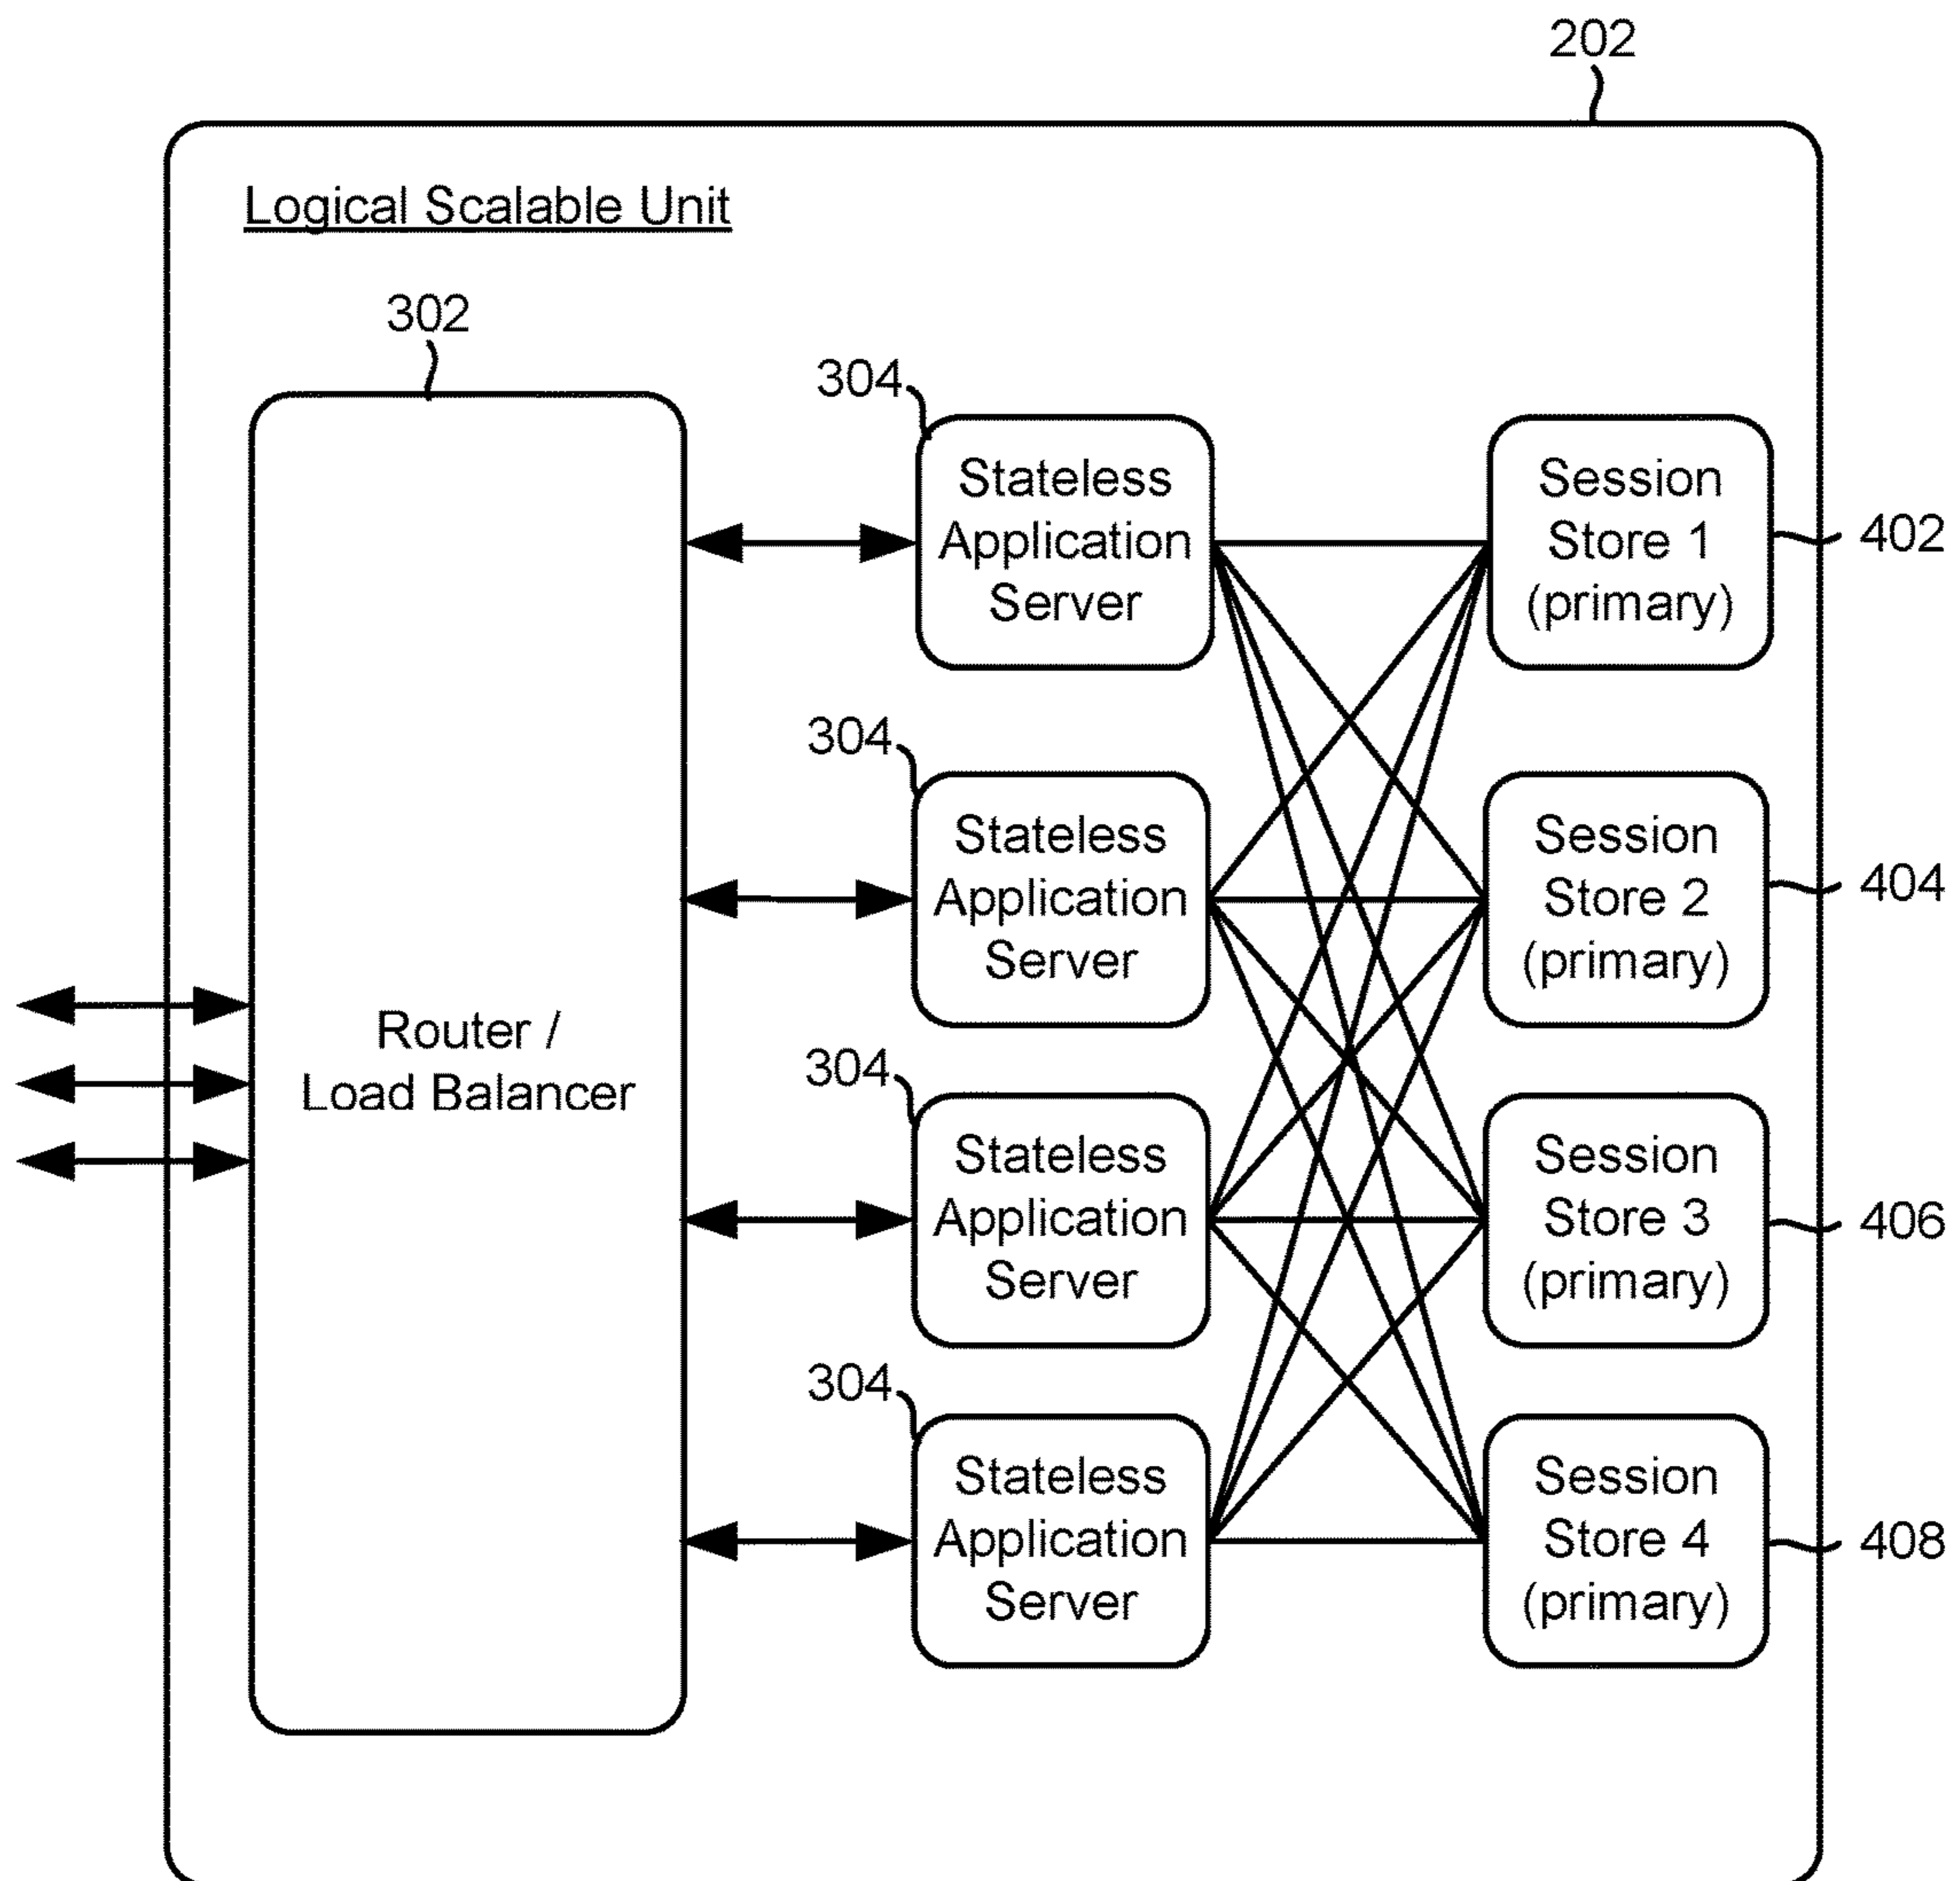 202
Logical Scalable Unit
302
Router /
Load Balancer
304
Stateless
Application
Server
Session
Store 1
(primary)
402
304
Stateless
Application
Server
Session
Store 2
(primary)
404
304
Stateless
Application
Server
Session
Store 3
(primary)
406
304
Stateless
Application
Server
Session
Store 4
(primary)
408